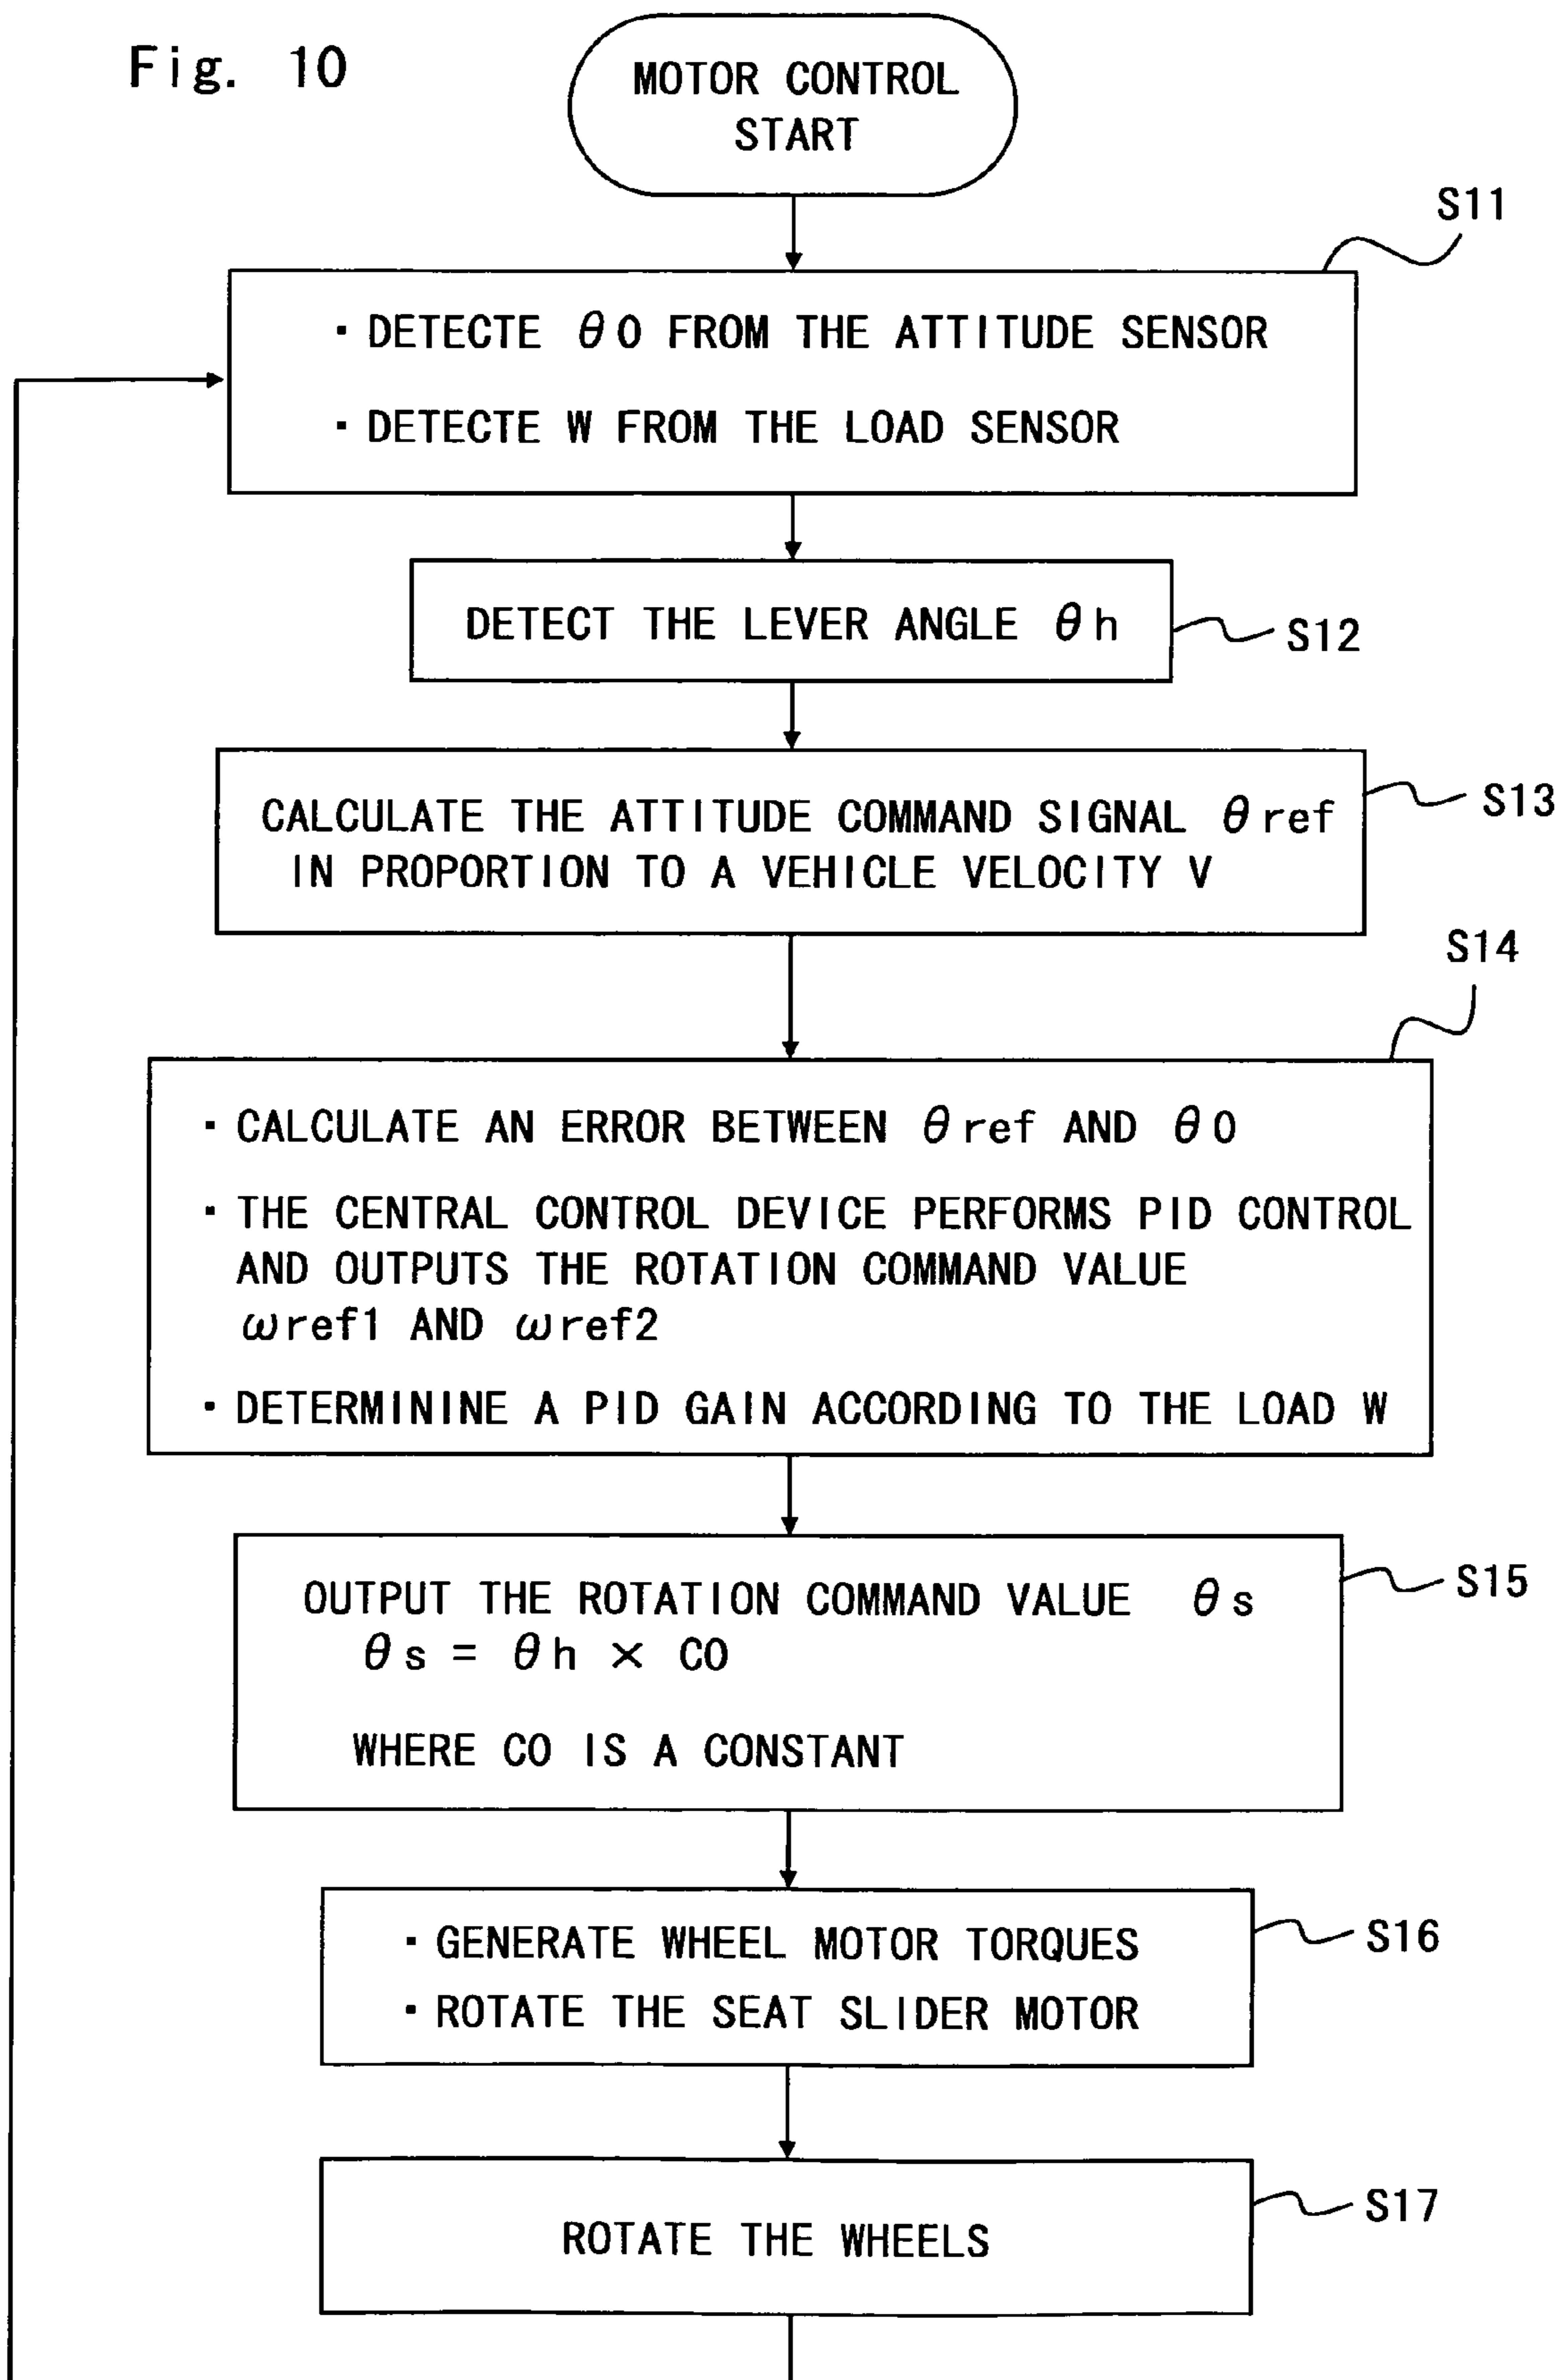 Fig. 10
MOTOR CONTROL
START
S11
・DETECTE θ0 FROM THE ATTITUDE SENSOR
・DETECTE W FROM THE LOAD SENSOR
DETECT THE LEVER ANGLE θh
S12
CALCULATE THE ATTITUDE COMMAND SIGNAL θref
IN PROPORTION TO A VEHICLE VELOCITY V
S13
S14
・CALCULATE AN ERROR BETWEEN θref AND θ0
・THE CENTRAL CONTROL DEVICE PERFORMS PID CONTROL
AND OUTPUTS THE ROTATION COMMAND VALUE
ωref1 AND ωref2
・DETERMININE A PID GAIN ACCORDING TO THE LOAD W
OUTPUT THE ROTATION COMMAND VALUE θs
θs = θh × C0
WHERE C0 IS A CONSTANT
S15
・GENERATE WHEEL MOTOR TORQUES
・ROTATE THE SEAT SLIDER MOTOR
S16
ROTATE THE WHEELS
S17